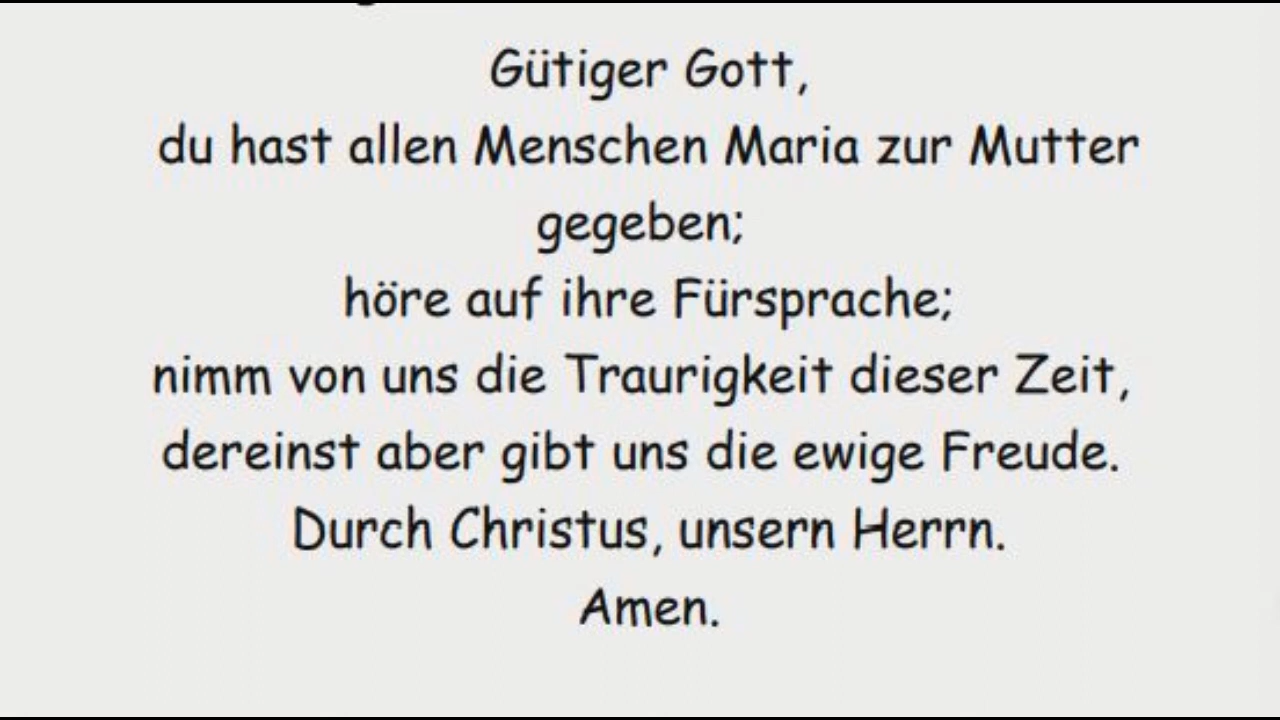 Gütiger Gott,
du hast allen Menschen Maria zur Mutter
gegeben;
höre auf ihre Fürsprache;
nimm von uns die Traurigkeit dieser Zeit,
dereinst aber gibt uns die ewige Freude.
Durch Christus, unsern Herrn.
Amen.